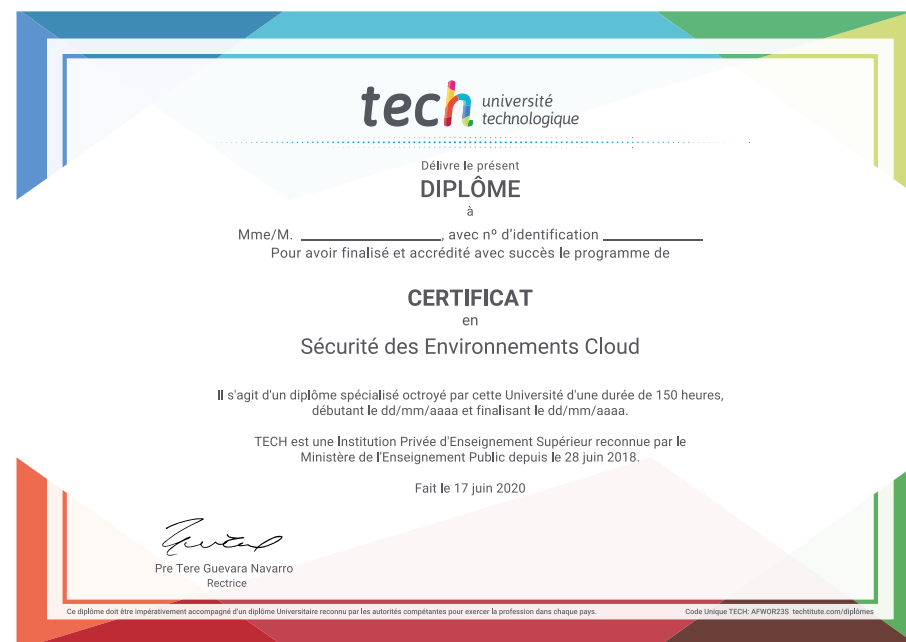 tech université
technologique
Délivre le présent
DIPLÔME
à
Mme/M. ____________________, avec nº d'identification ______________
Pour avoir finalisé et accrédité avec succès le programme de
CERTIFICAT
en
Sécurité des Environnements Cloud
Il s'agit d'un diplôme spécialisé octroyé par cette Université d'une durée de 150 heures,
débutant le dd/mm/aaaa et finalisant le dd/mm/aaaa.
TECH est une Institution Privée d'Enseignement Supérieur reconnue par le
Ministère de l'Enseignement Public depuis le 28 juin 2018.
Fait le 17 juin 2020
Pre Tere Guevara Navarro
Rectrice
Ce diplôme doit être impérativement accompagné d'un diplôme Universitaire reconnu par les autorités compétantes pour exercer la profession dans chaque pays.
Code Unique TECH: AFWOR23S techtitute.com/diplômes